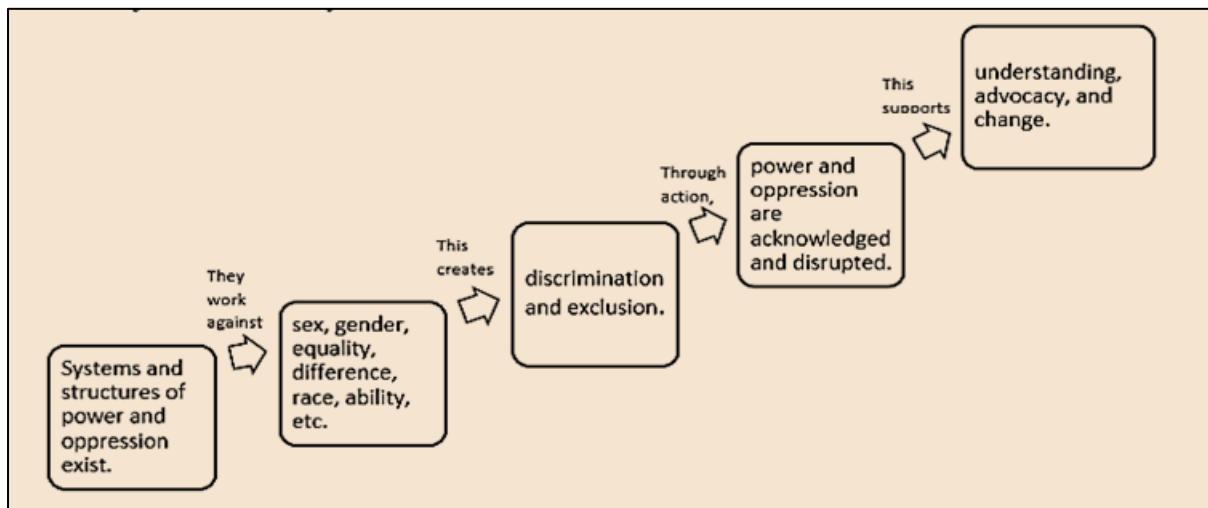 Systems and
structures of
power and
oppression
exist.
They
work
against
sex, gender,
equality,
difference,
race, ability,
etc.
This
creates
discrimination
and exclusion.
Through
action,
power and
oppression
are
acknowledged
and disrupted.
This
supports
understanding,
advocacy, and
change.